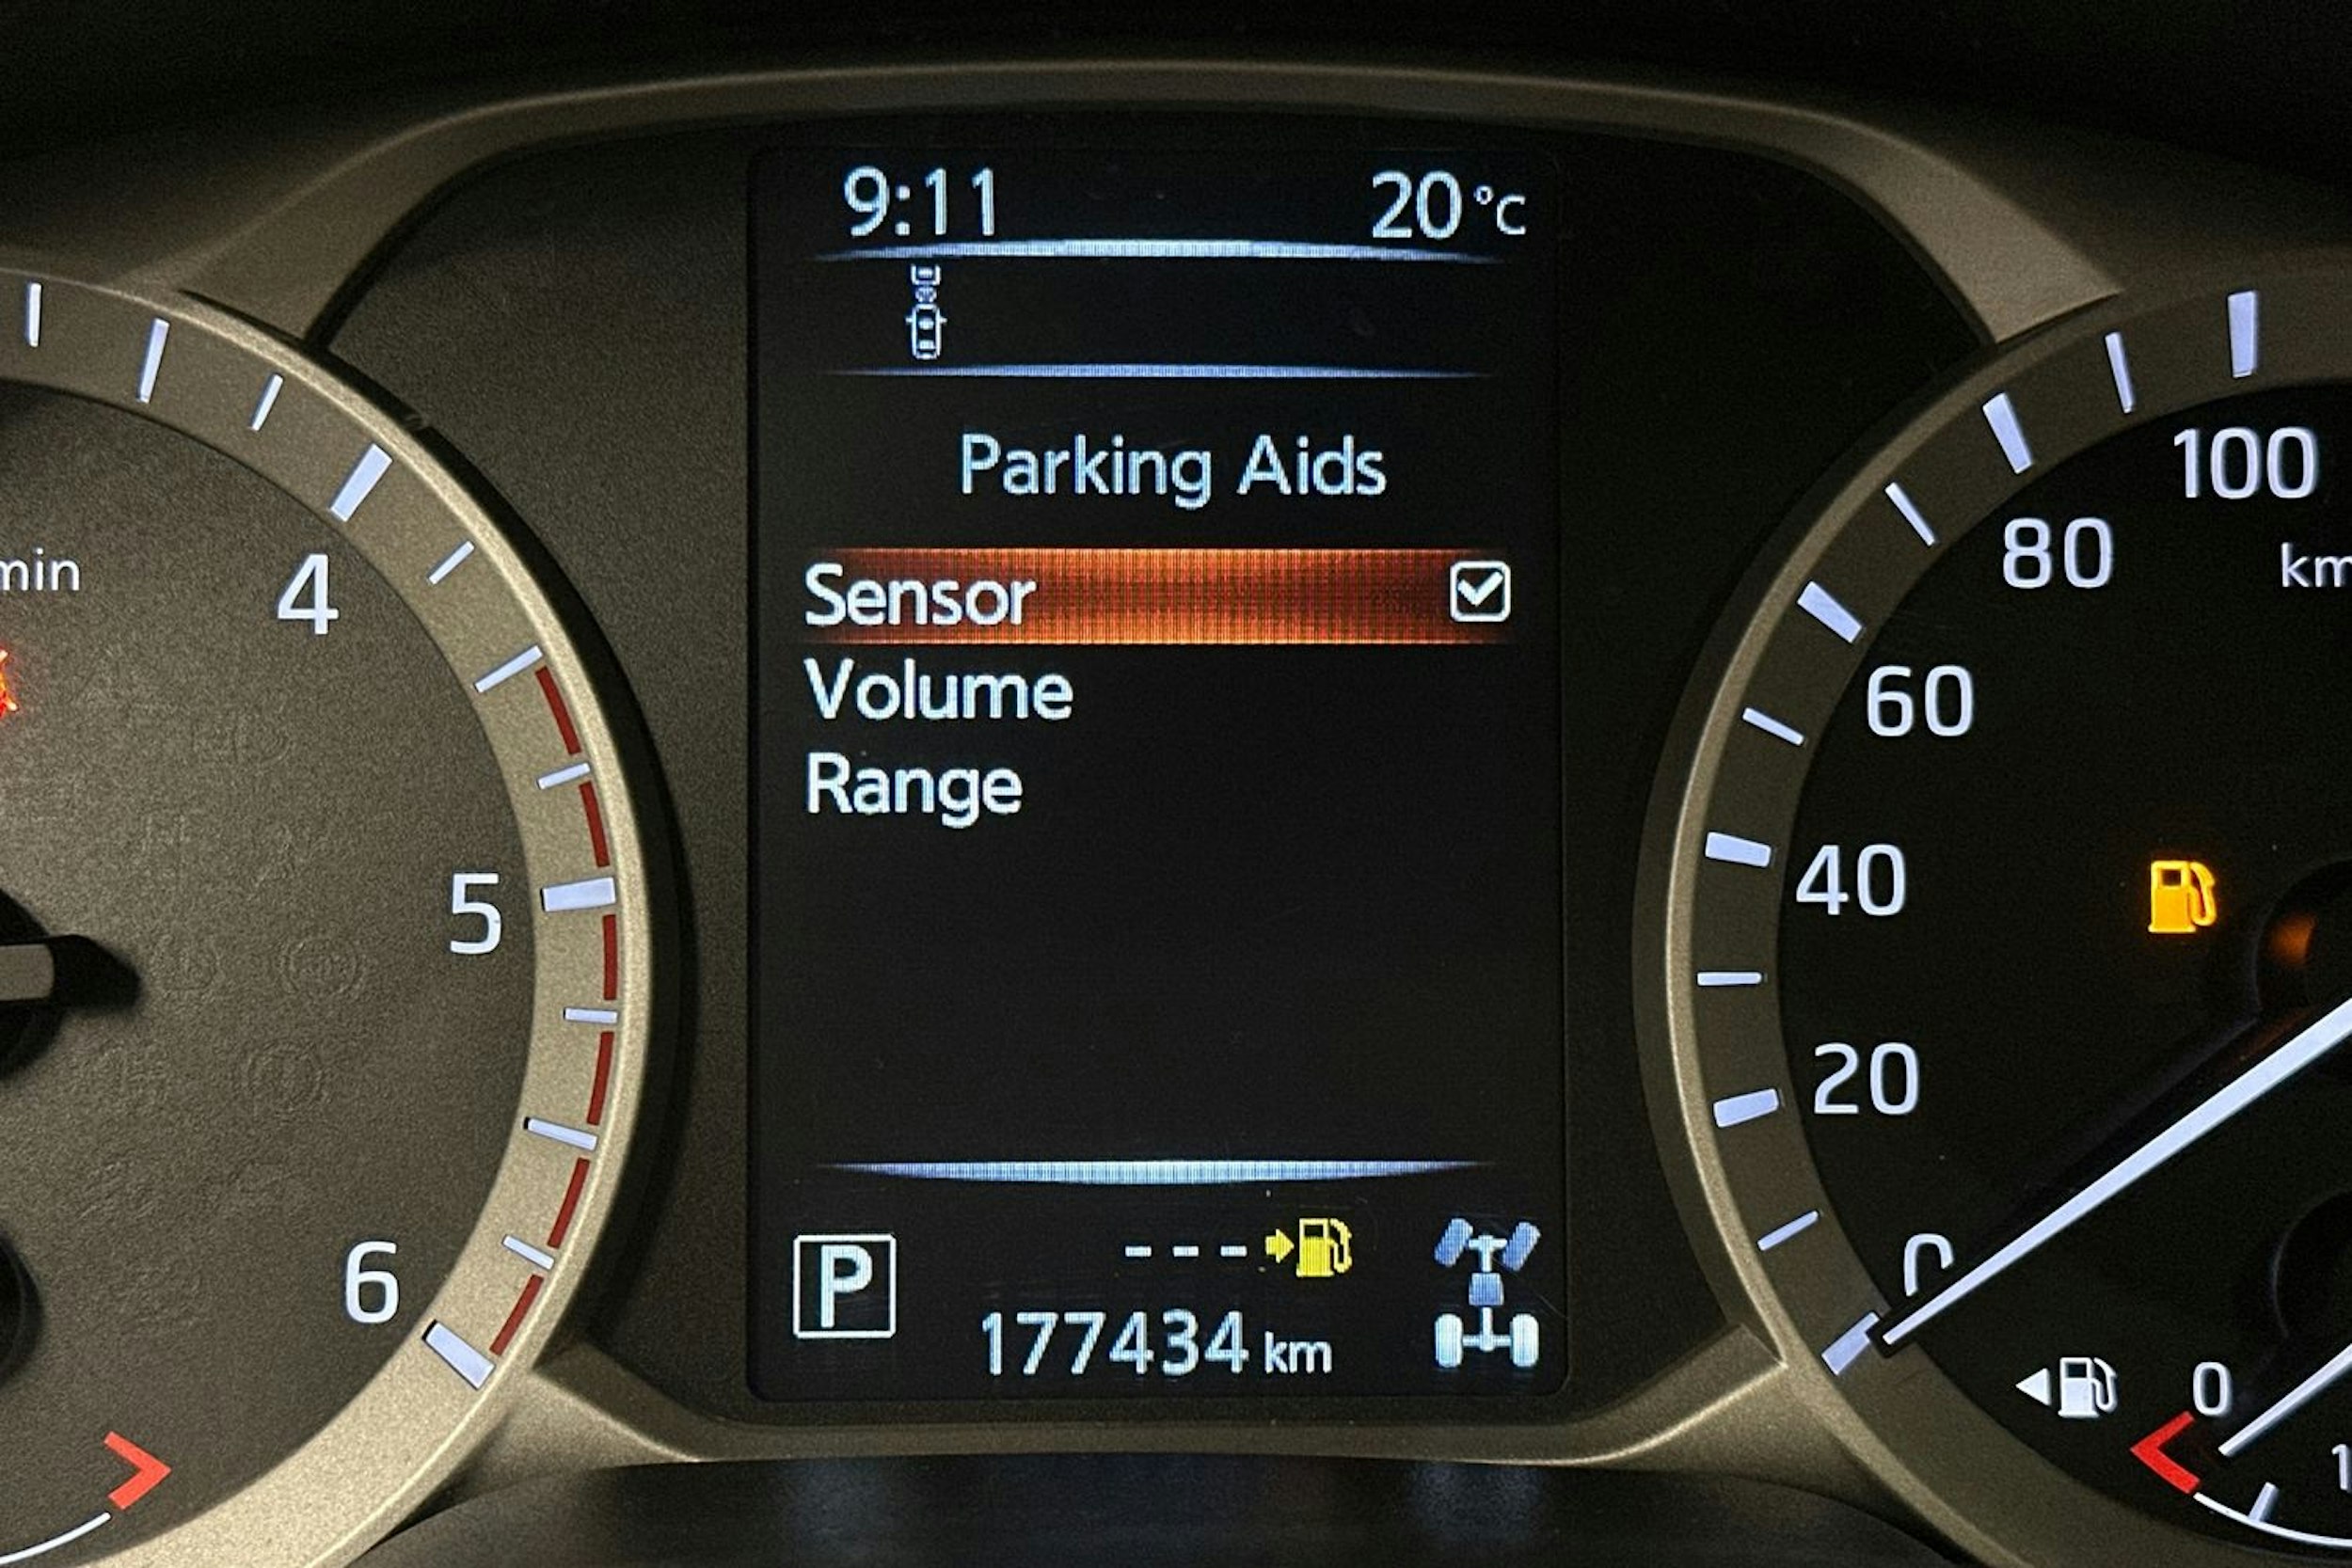 9:11 20 °C
Parking Aids
Sensor
Volume
Range
P
---
177434 km
min
4
5
6
100
80
60
40
20
0
0